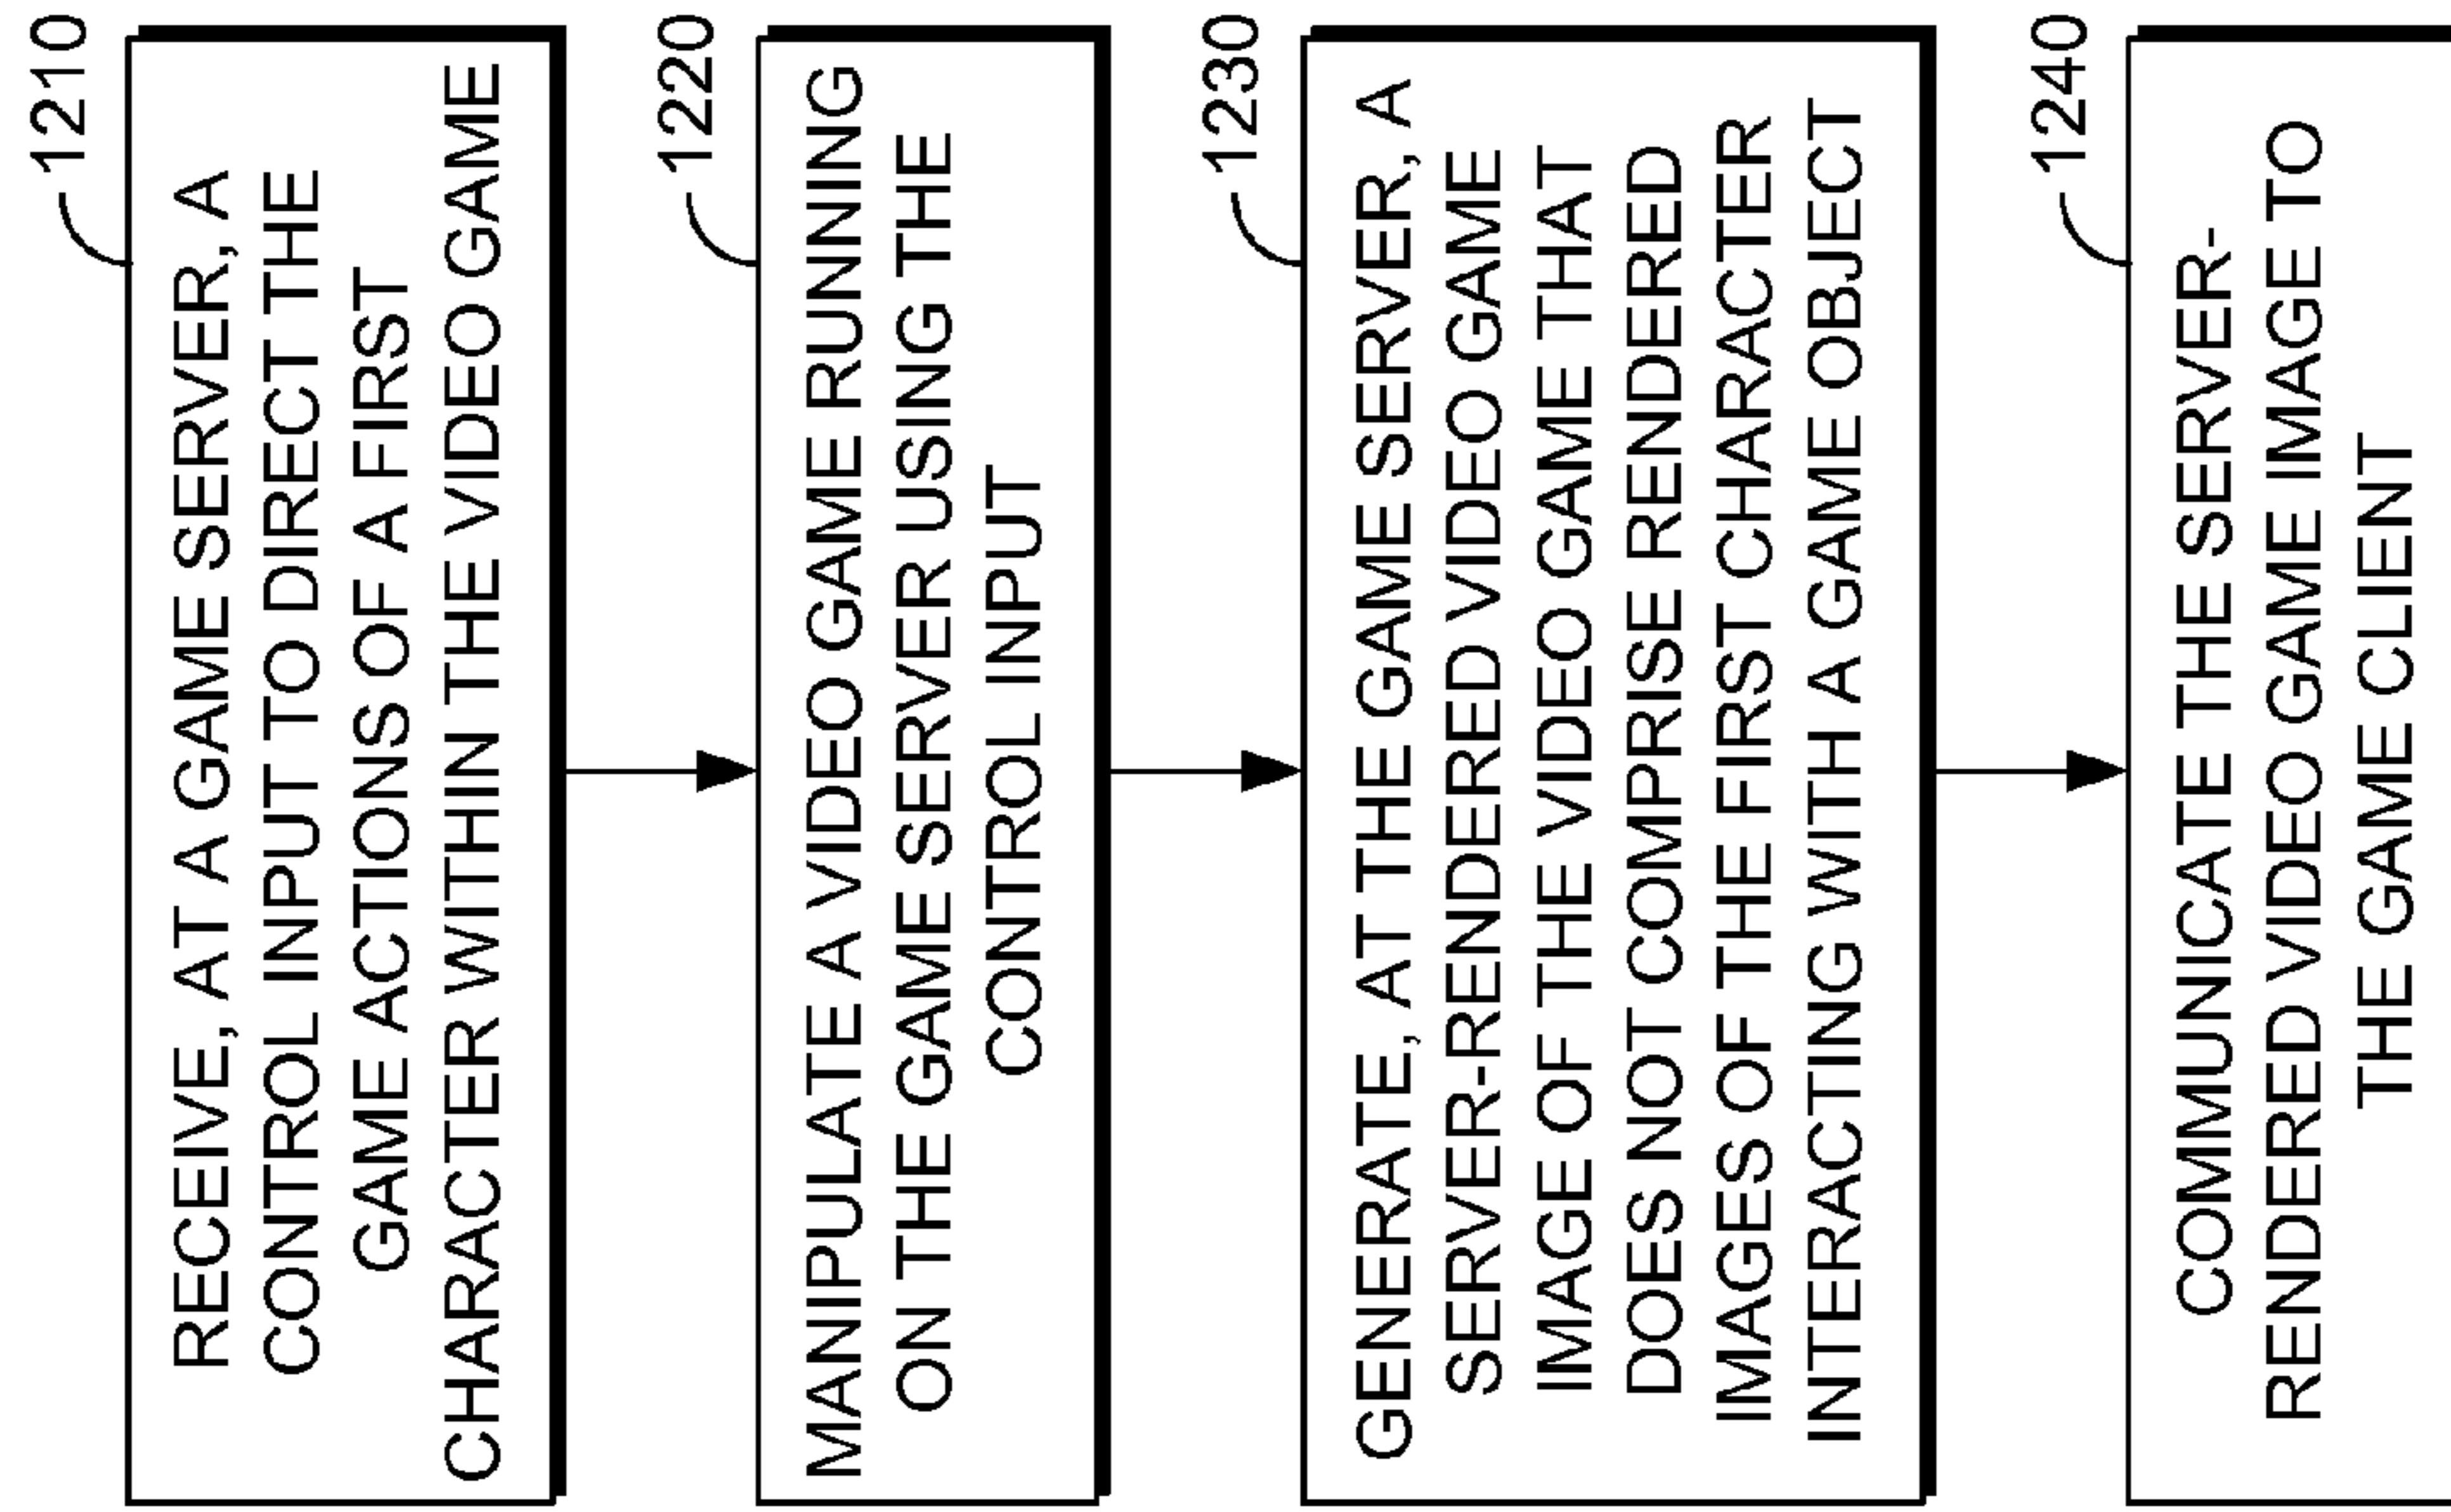 1210
RECEIVE, AT A GAME SERVER, A
CONTROL INPUT TO DIRECT THE
GAME ACTIONS OF A FIRST
CHARACTER WITHIN THE VIDEO GAME
1220
MANIPULATE A VIDEO GAME RUNNING
ON THE GAME SERVER USING THE
CONTROL INPUT
1230
GENERATE, AT THE GAME SERVER, A
SERVER-RENDERED VIDEO GAME
IMAGE OF THE VIDEO GAME THAT
DOES NOT COMPRISE RENDERED
IMAGES OF THE FIRST CHARACTER
INTERACTING WITH A GAME OBJECT
1240
COMMUNICATE THE SERVER-
RENDERED VIDEO GAME IMAGE TO
THE GAME CLIENT